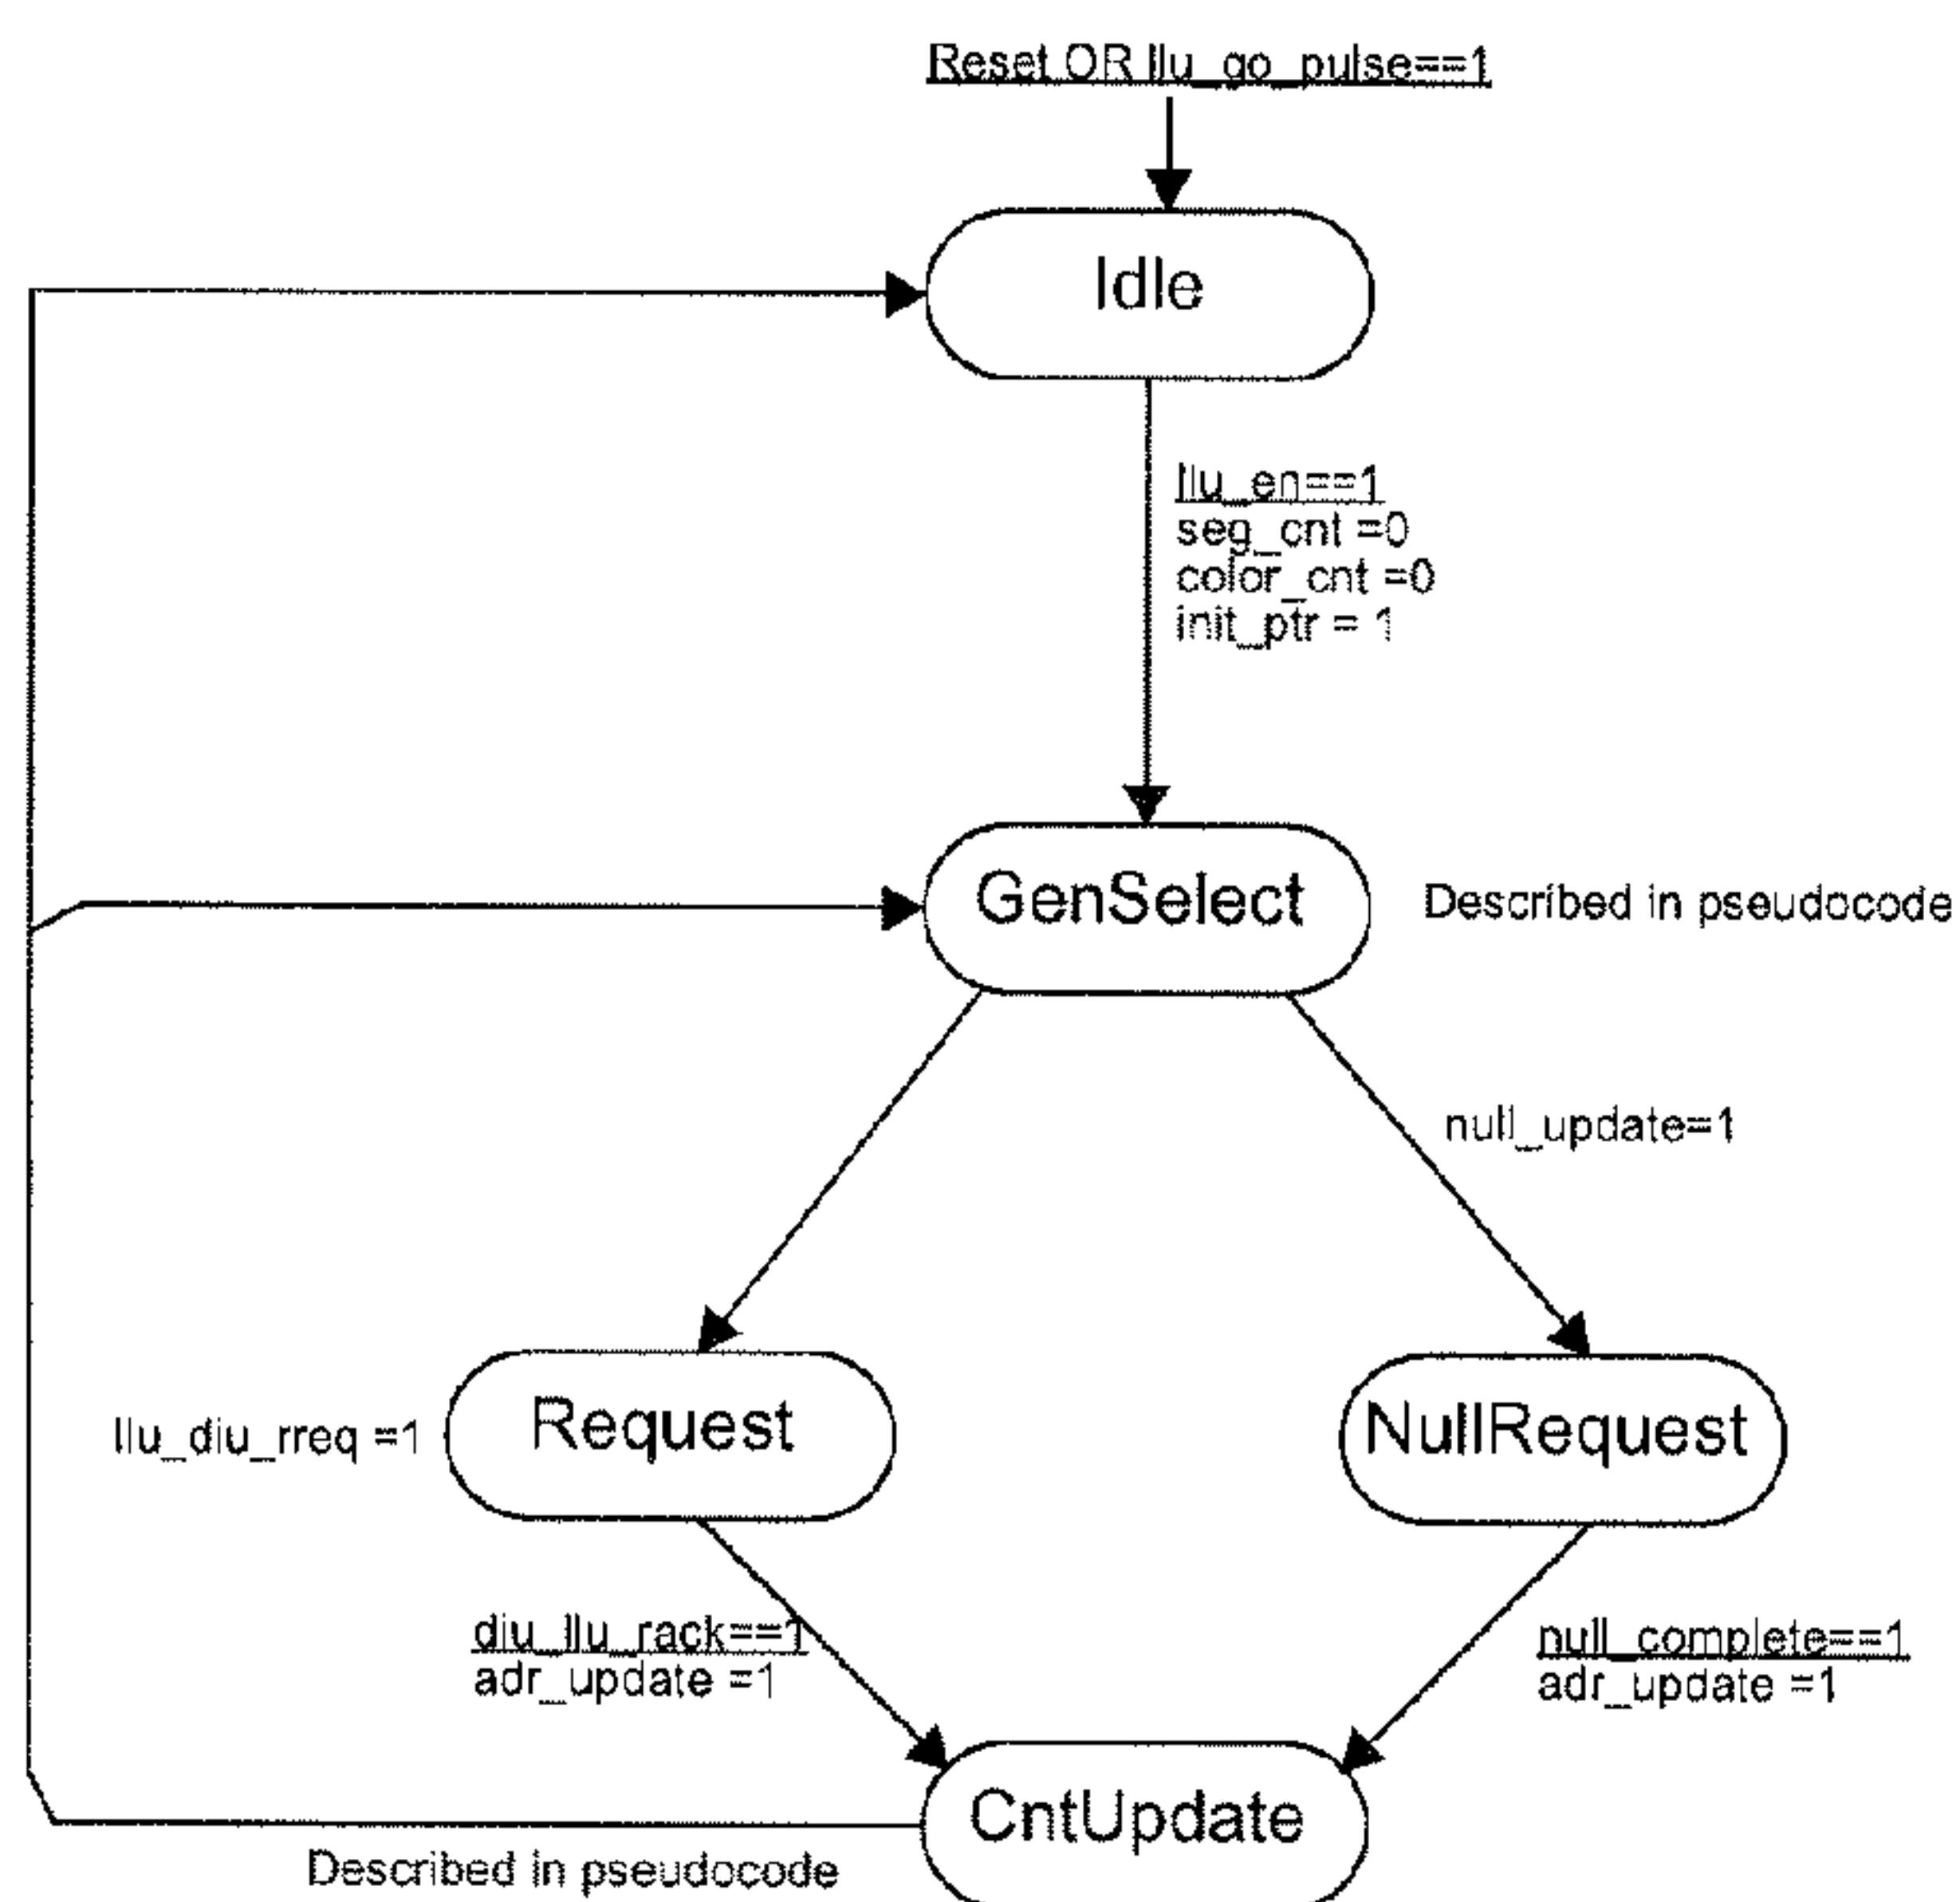 Reset OR llu_go_pulse==1
Idle
llu_en==1
seg_cnt =0
color_cnt =0
init_ptr = 1
GenSelect
Described in pseudocode
null_update=1
Request
llu_diu_rreq =1
NullRequest
diu_llu_rack==1
adr_update =1
null_complete==1
adr_update =1
CntUpdate
Described in pseudocode